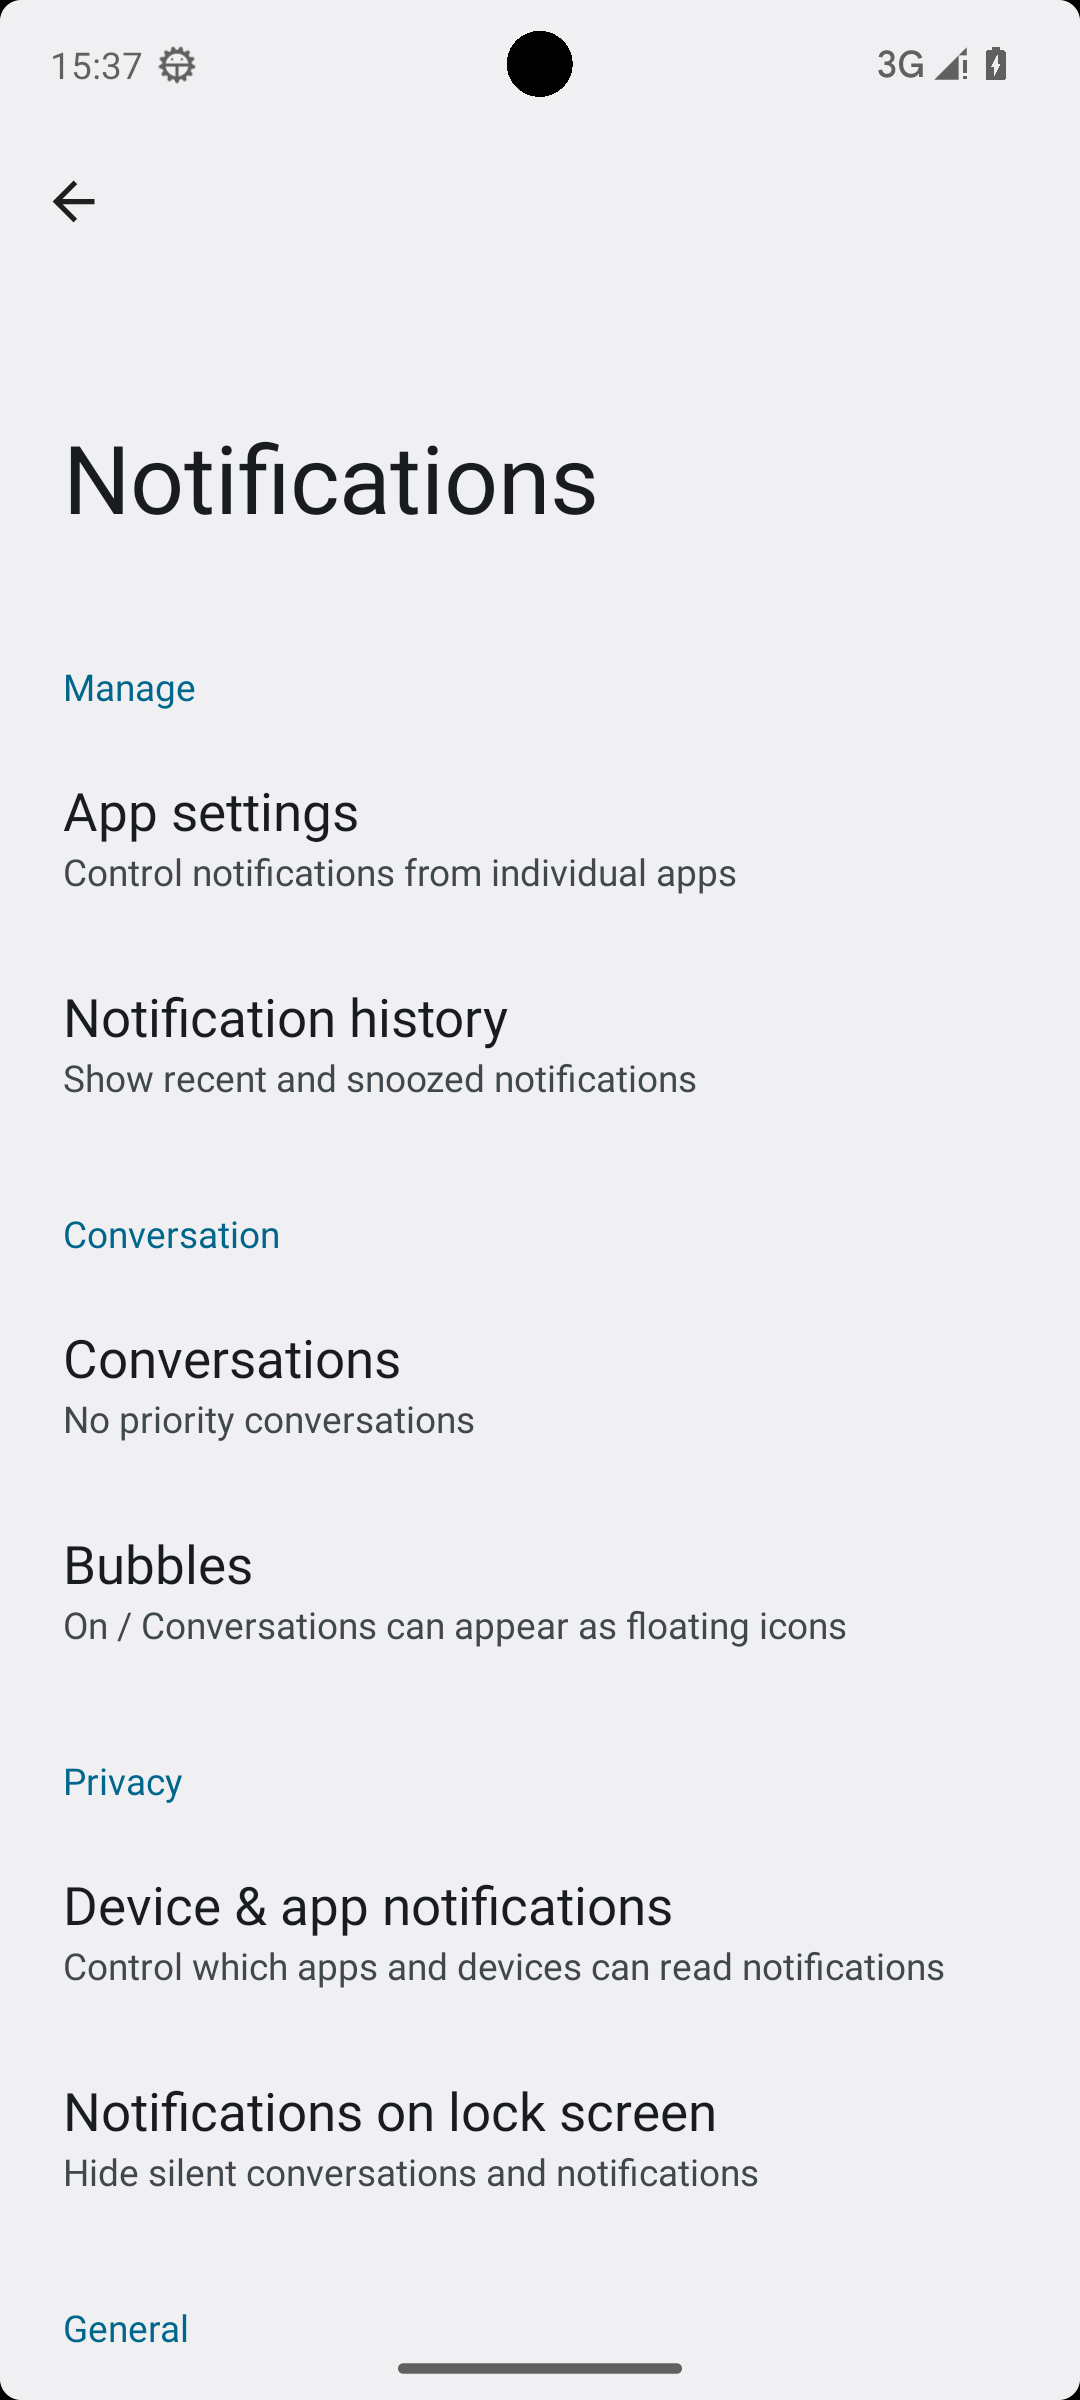 15:37
3G
Notifications
Manage
App settings
Control notifications from individual apps
Notification history
Show recent and snoozed notifications
Conversation
Conversations
No priority conversations
Bubbles
On / Conversations can appear as floating icons
Privacy
Device & app notifications
Control which apps and devices can read notifications
Notifications on lock screen
Hide silent conversations and notifications
General